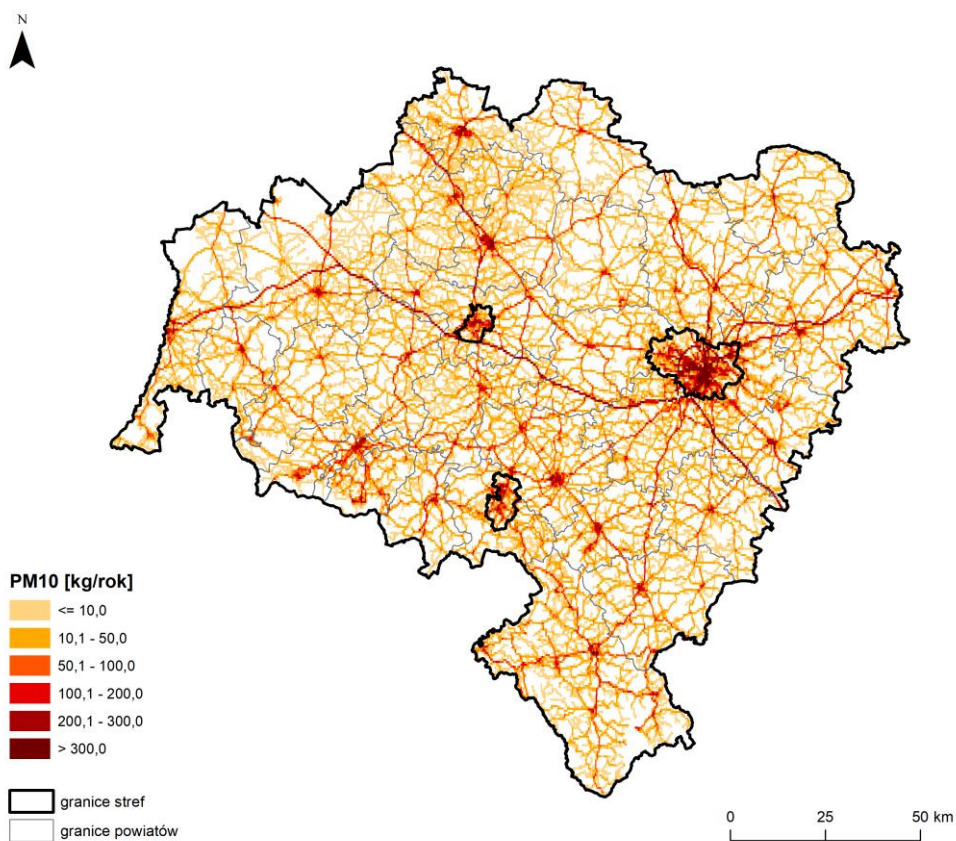 N
PM10 [kg/rok]
<= 10,0
10,1 - 50,0
50,1 - 100,0
100,1 - 200,0
200,1 - 300,0
> 300,0
granice stref
granice powiatów
0 25 50 km